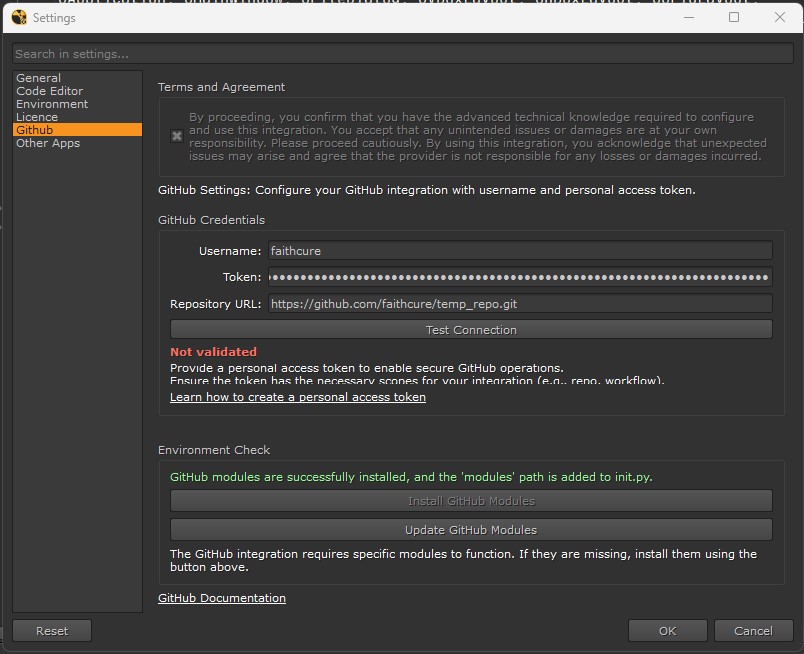 Settings
Search in settings...
General
Code Editor
Environment
Licence
Github
Other Apps
Terms and Agreement
By proceeding, you confirm that you have the advanced technical knowledge required to configure
and use this integration. You accept that any unintended issues or damages are at your own
responsibility. Please proceed cautiously. By using this integration, you acknowledge that unexpected
issues may arise and agree that the provider is not responsible for any losses or damages incurred.
GitHub Settings: Configure your GitHub integration with username and personal access token.
GitHub Credentials
Username: faithcure
Token:
Repository URL: https://github.com/faithcure/temp_repo.git
Test Connection
Not validated
Provide a personal access token to enable secure GitHub operations.
Ensure the token has the necessary scopes for your integration (e.g., repo, workflow).
Learn how to create a personal access token
Environment Check
GitHub modules are successfully installed, and the 'modules' path is added to init.py.
Install GitHub Modules
Update GitHub Modules
The GitHub integration requires specific modules to function. If they are missing, install them using the
button above.
GitHub Documentation
Reset
OK
Cancel